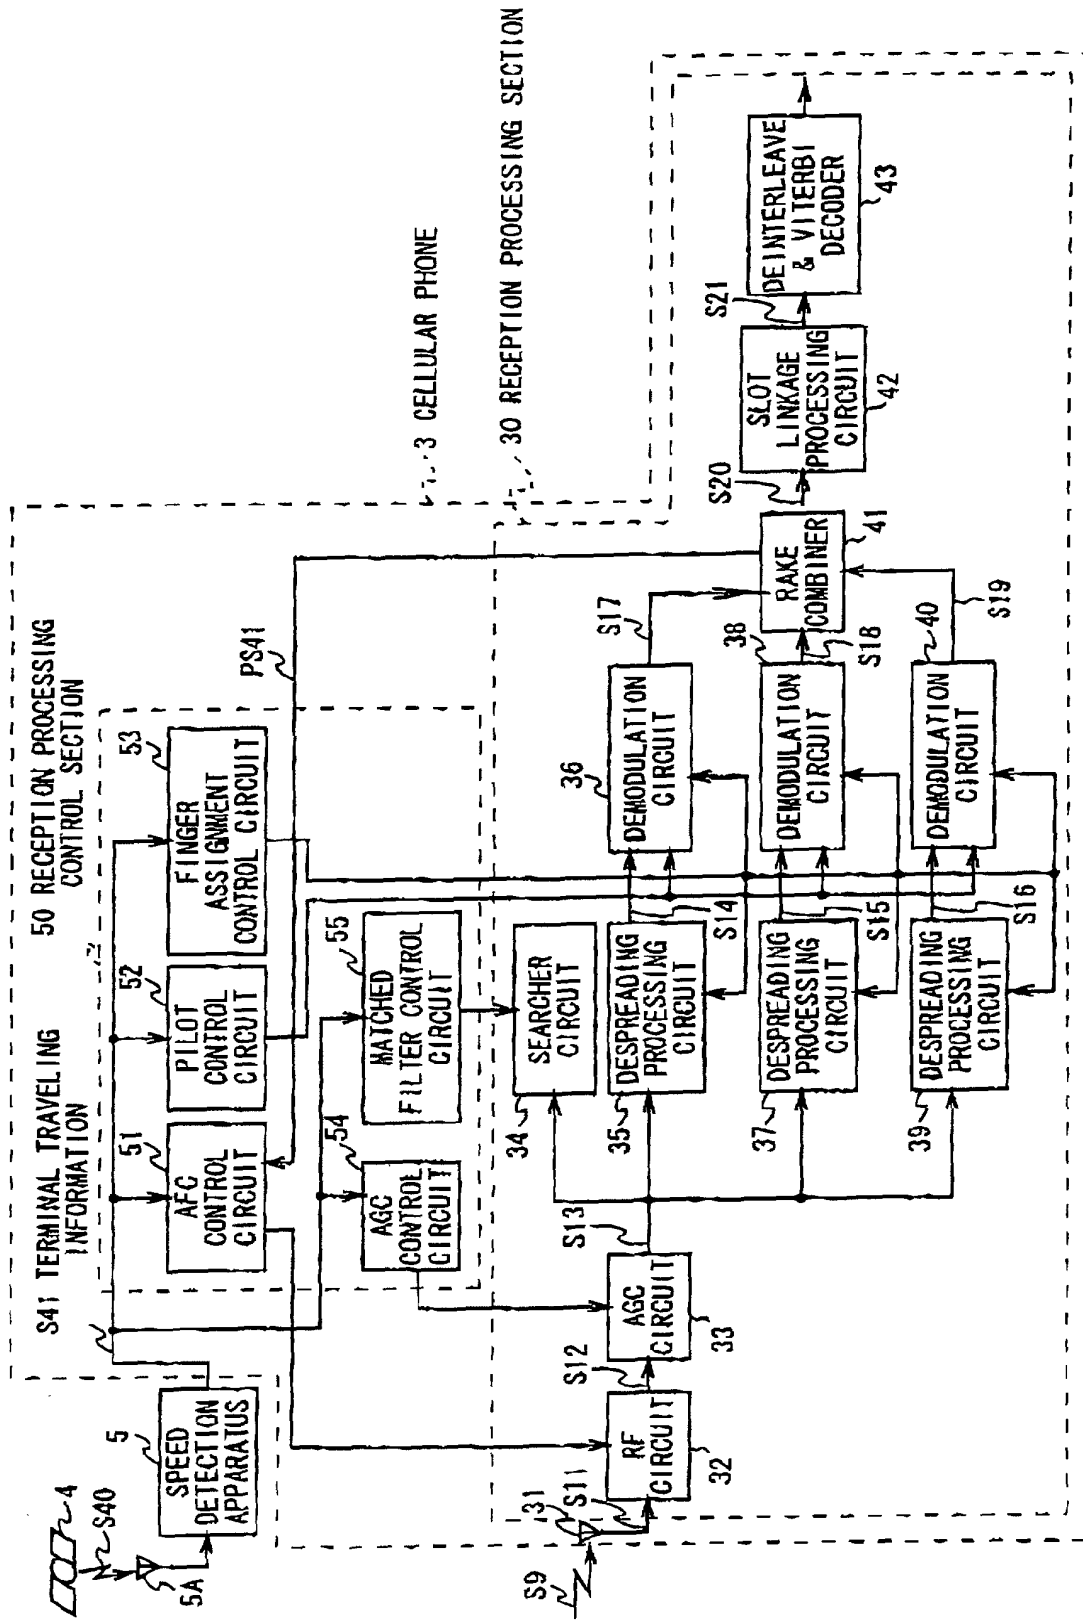 4
S40
5A
5
SPEED
DETECTION
APPARATUS
S41 TERMINAL TRAVELING
INFORMATION
50 RECEPTION PROCESSING
CONTROL SECTION
51
AFC
CONTROL
CIRCUIT
52
PILOT
CONTROL
CIRCUIT
53
FINGER
ASSIGNMENT
CONTROL CIRCUIT
54
AGC
CONTROL
CIRCUIT
55
MATCHED
FILTER CONTROL
CIRCUIT
PS41
3 CELLULAR PHONE
30 RECEPTION PROCESSING SECTION
S9
31
S11
RF
CIRCUIT
32
S12
AGC
CIRCUIT
33
S13
34
SEARCHER
CIRCUIT
35
DESPREADING
PROCESSING
CIRCUIT
S14
36
DEMODULATION
CIRCUIT
S17
37
DESPREADING
PROCESSING
CIRCUIT
S15
38
DEMODULATION
CIRCUIT
S18
39
DESPREADING
PROCESSING
CIRCUIT
S16
40
DEMODULATION
CIRCUIT
S19
RAKE
COMBINER
41
S20
SLOT
LINKAGE
PROCESSING
CIRCUIT
42
S21
DEINTERLEAVE
& VITERBI
DECODER
43